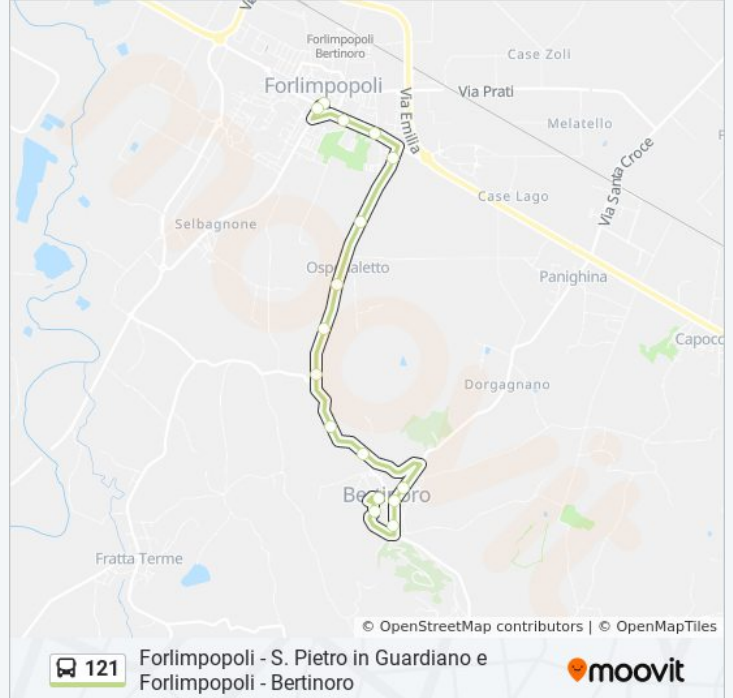 Forlimpopoli
Bertinoro
Case Zoli
Forlimpopoli
Via Prati
Via Emilia
Melatello
Via Santa Croce
Case Lago
Selbagnone
Panighina
Capocc
Dorgagnano
Bertinoro
Fratta Terme
© OpenStreetMap contributors | © OpenMapTiles
121
Forlimpopoli - S. Pietro in Guardiano e
Forlimpopoli - Bertinoro
moovit